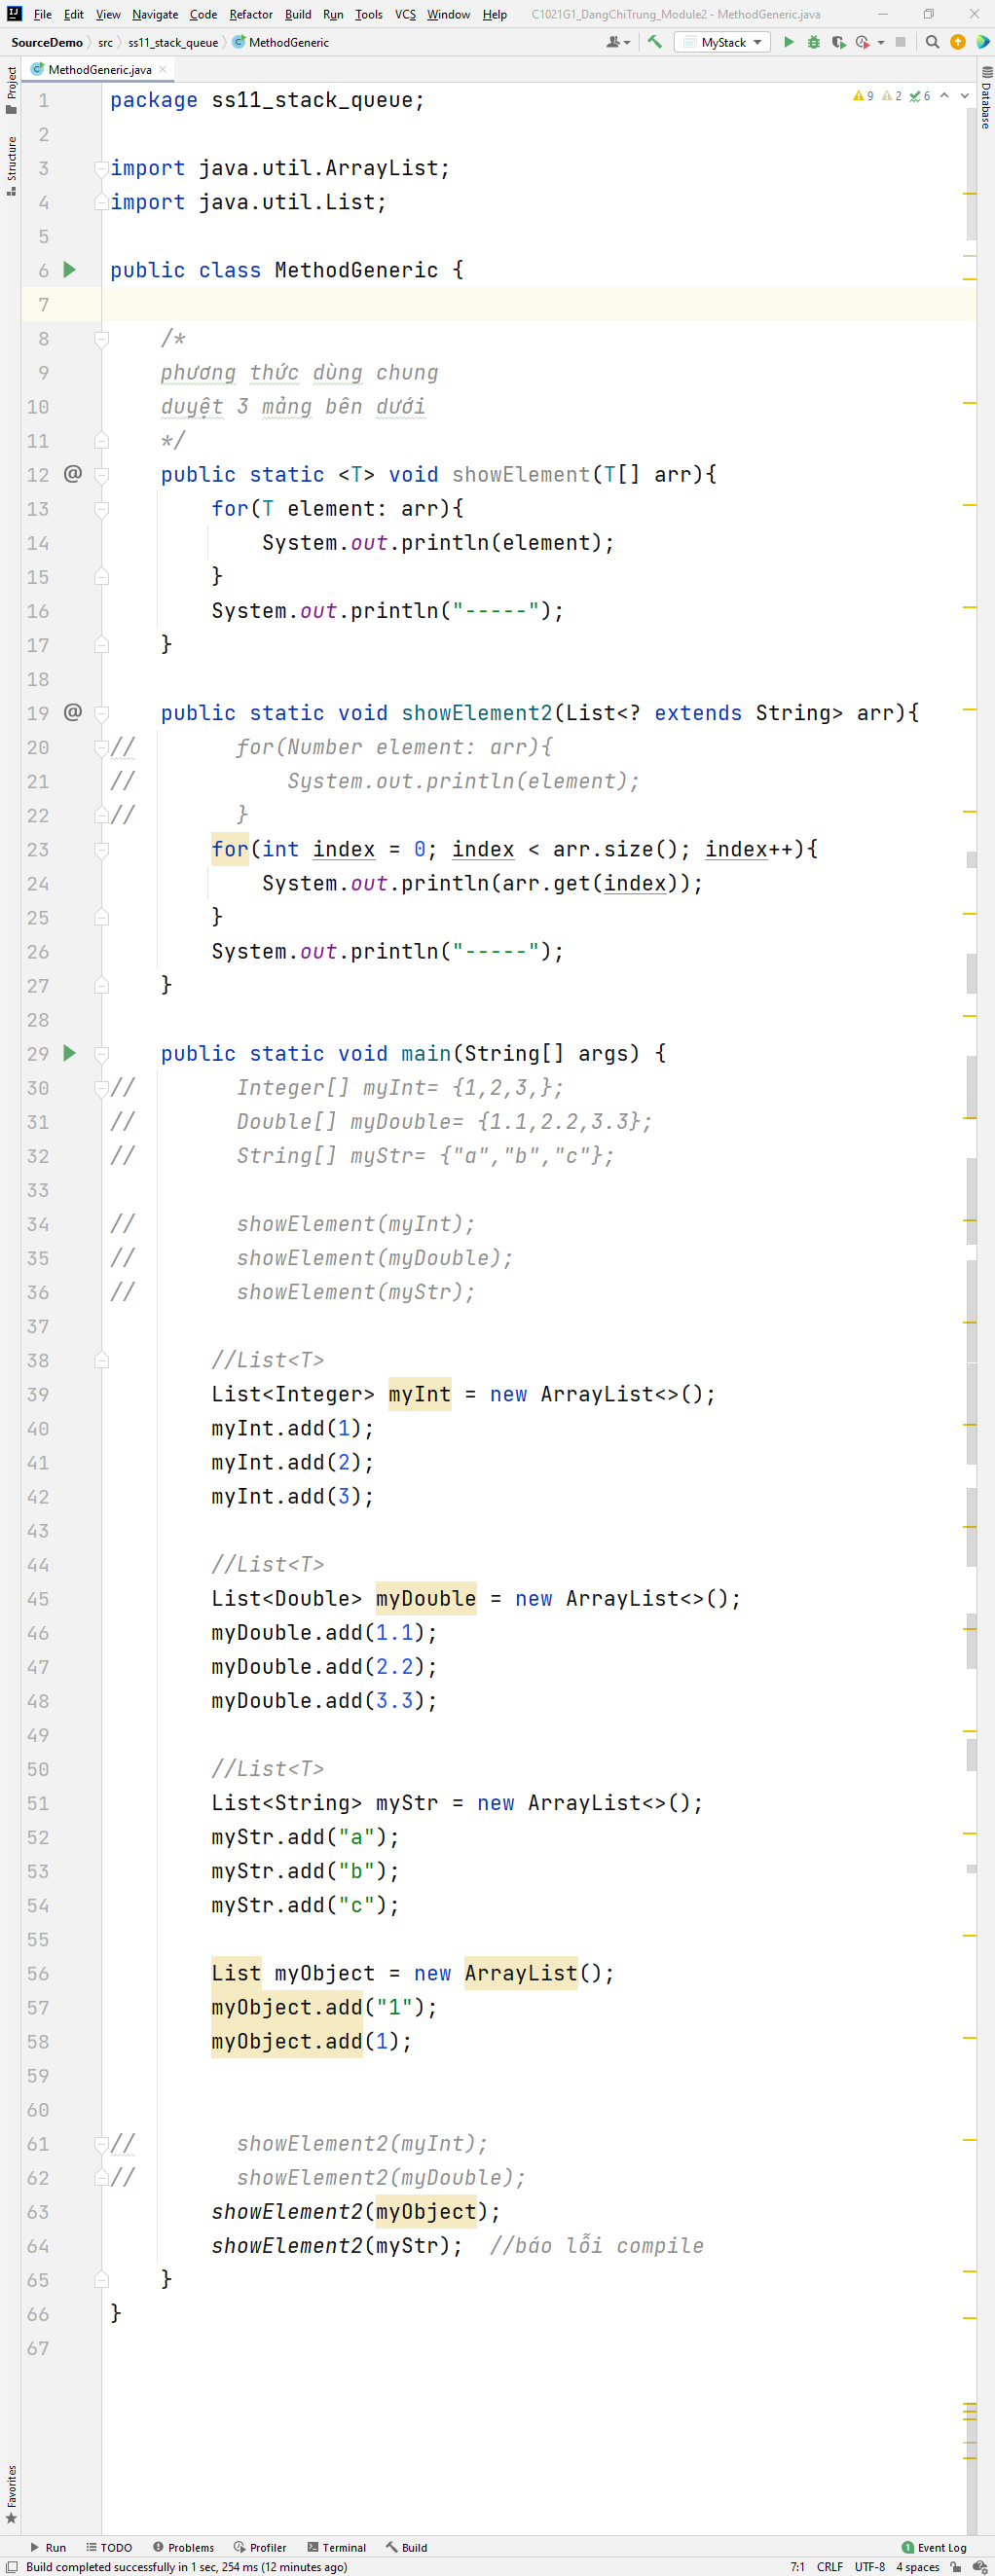 File Edit View Navigate Code Refactor Build Run Tools VCS Window Help C1021G1_DangChiTrung_Module2 - MethodGeneric.java
SourceDemo src ss11_stack_queue MethodGeneric MyStack
Project
Structure
MethodGeneric.java
Database
9 2 6
1 package ss11_stack_queue;
2
3 import java.util.ArrayList;
4 import java.util.List;
5
6 public class MethodGeneric {
7
8 /*
9 phương thức dùng chung
10 duyệt 3 mảng bên dưới
11 */
12 @ public static <T> void showElement(T[] arr){
13 for(T element: arr){
14 System.out.println(element);
15 }
16 System.out.println("-----");
17 }
18
19 @ public static void showElement2(List<? extends String> arr){
20 // for(Number element: arr){
21 // System.out.println(element);
22 // }
23 for(int index = 0; index < arr.size(); index++){
24 System.out.println(arr.get(index));
25 }
26 System.out.println("-----");
27 }
28
29 public static void main(String[] args) {
30 // Integer[] myInt= {1,2,3,};
31 // Double[] myDouble= {1.1,2.2,3.3};
32 // String[] myStr= {"a","b","c"};
33
34 // showElement(myInt);
35 // showElement(myDouble);
36 // showElement(myStr);
37
38 //List<T>
39 List<Integer> myInt = new ArrayList<>();
40 myInt.add(1);
41 myInt.add(2);
42 myInt.add(3);
43
44 //List<T>
45 List<Double> myDouble = new ArrayList<>();
46 myDouble.add(1.1);
47 myDouble.add(2.2);
48 myDouble.add(3.3);
49
50 //List<T>
51 List<String> myStr = new ArrayList<>();
52 myStr.add("a");
53 myStr.add("b");
54 myStr.add("c");
55
56 List myObject = new ArrayList();
57 myObject.add("1");
58 myObject.add(1);
59
60
61 // showElement2(myInt);
62 // showElement2(myDouble);
63 showElement2(myObject);
64 showElement2(myStr); //báo lỗi compile
65 }
66 }
67
Favorites
Run TODO Problems Profiler Terminal Build 1 Event Log
Build completed successfully in 1 sec, 254 ms (12 minutes ago) 7:1 CRLF UTF-8 4 spaces